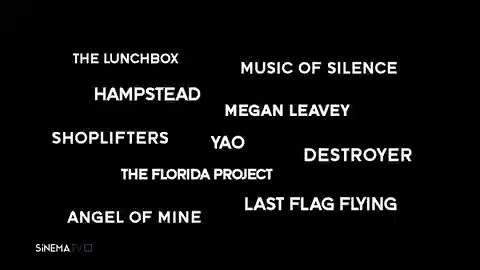 THE LUNCHBOX
MUSIC OF SILENCE
HAMPSTEAD
MEGAN LEAVEY
SHOPLIFTERS
YAO
DESTROYER
THE FLORIDA PROJECT
LAST FLAG FLYING
ANGEL OF MINE
SİNEMA TV